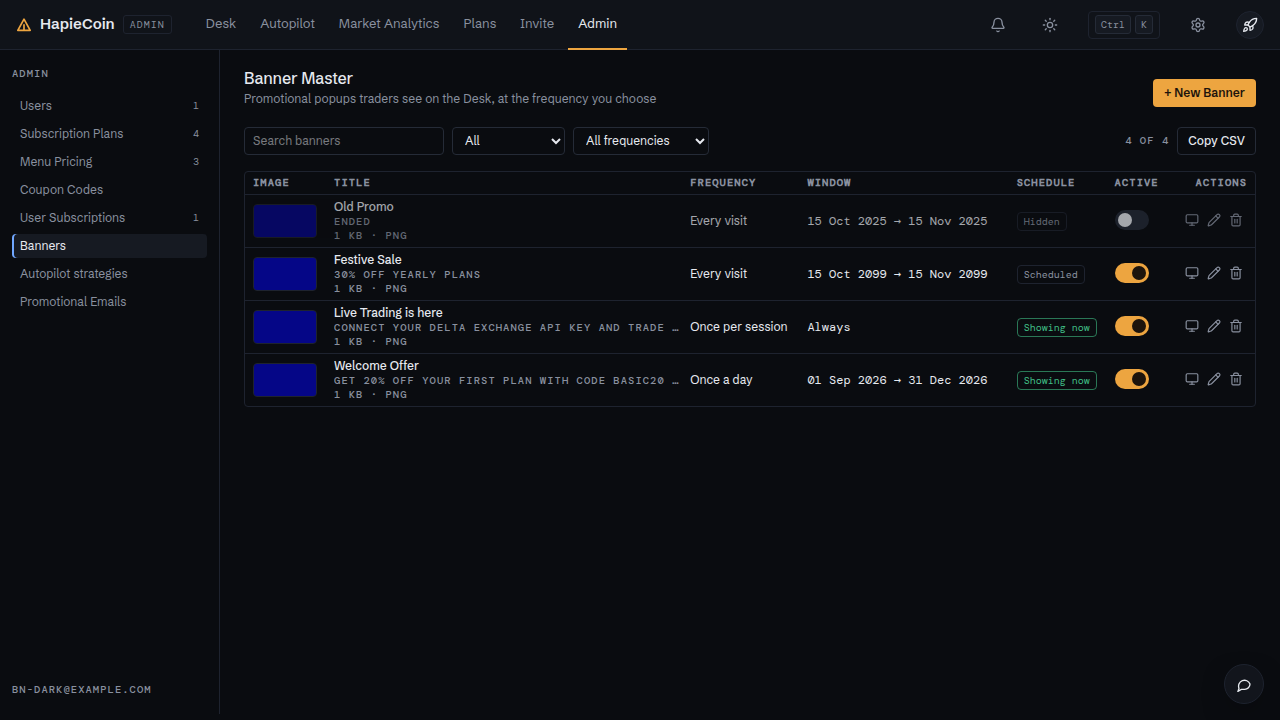 HapieCoin ADMIN Desk Autopilot Market Analytics Plans Invite Admin Ctrl K
ADMIN
Users 1
Subscription Plans 4
Menu Pricing 3
Coupon Codes
User Subscriptions 1
Banners
Autopilot strategies
Promotional Emails
BN-DARK@EXAMPLE.COM
Banner Master
Promotional popups traders see on the Desk, at the frequency you choose
+ New Banner
Search banners All All frequencies 4 OF 4 Copy CSV
IMAGE TITLE FREQUENCY WINDOW SCHEDULE ACTIVE ACTIONS
Old Promo
ENDED
1 KB · PNG
Every visit 15 Oct 2025 → 15 Nov 2025 Hidden
Festive Sale
30% OFF YEARLY PLANS
1 KB · PNG
Every visit 15 Oct 2099 → 15 Nov 2099 Scheduled
Live Trading is here
CONNECT YOUR DELTA EXCHANGE API KEY AND TRADE …
1 KB · PNG
Once per session Always Showing now
Welcome Offer
GET 20% OFF YOUR FIRST PLAN WITH CODE BASIC20 …
1 KB · PNG
Once a day 01 Sep 2026 → 31 Dec 2026 Showing now